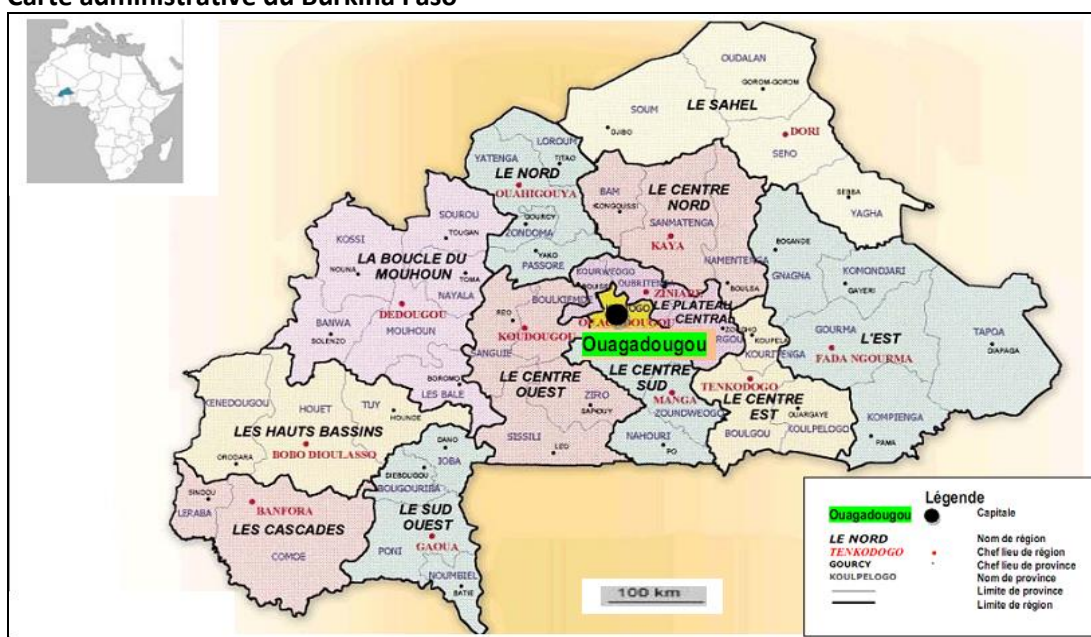 Carte administrative du Burkina Faso
OUDALAN
GOROM-GOROM
LE SAHEL
SOUM
DJIBO
DORI
SENO
SEBBA
YAGHA
LOROUM
YATENGA
TITAO
LE NORD
OUAHIGOUYA
GOURCY
ZONDOMA
YAKO
PASSORE
BAM
KONGOUSSI
LE CENTRE
NORD
SANMATENGA
KAYA
NAMENTENGA
BOULSA
SOUROU
TOUGAN
KOSSI
LA BOUCLE DU
MOUHOUN
NOUNA
TOMA
NAYALA
DEDOUGOU
BANWA
MOUHOUN
SOLENZO
BOROMO
LES BALE
BOGANDE
GNAGNA
KOMONDJARI
GAYERI
GOURMA
L'EST
TAPOA
FADA NGOURMA
DIAPAGA
KOMPIENGA
PAMA
KOURWEOGO
ZINIARE
LE PLATEAU
CENTRAL
OUAGADOUGOU
Ouagadougou
BOULKIEMDE
REO
KOUDOUGOU
SANGUIE
LE CENTRE
OUEST
ZIRO
SAPOUY
SISSILI
LEO
LE CENTRE
SUD
MANGA
ZOUNDWEOGO
NAHOURI
PO
KOUPELA
KOURITENGA
TENKODOGO
LE CENTRE
EST
OUARGAYE
BOULGOU
KOULPELOGO
KENEDOUGOU
HOUET
TUY
HOUNDE
LES HAUTS BASSINS
ORODARA
BOBO DIOULASSO
SINDOU
BANFORA
LERABA
LES CASCADES
COMOE
DANO
IOBA
DIEBOUGOU
BOUGOURIBA
LE SUD
OUEST
PONI
GAOUA
NOUMBIEL
BATIE
100 km
Légende
Ouagadougou Capitale
LE NORD Nom de région
TENKODOGO Chef lieu de région
GOURCY Chef lieu de province
KOULPELOGO Nom de province
Limite de province
Limite de région